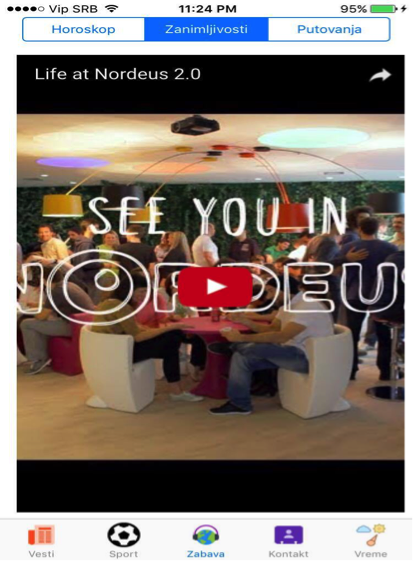 Vip SRB 11:24 PM 95%
Horoskop Zanimljivosti Putovanja
Life at Nordeus 2.0
SEE YOU IN
NORDEUS
Vesti Sport Zabava Kontakt Vreme